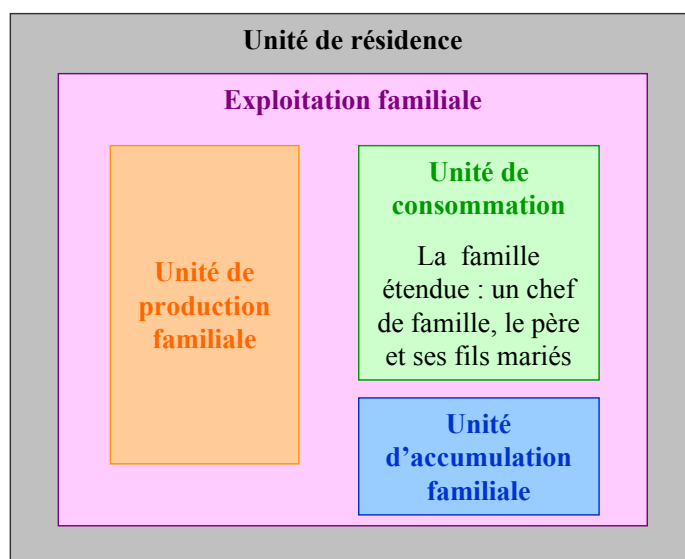 Unité de résidence
Exploitation familiale
Unité de
production
familiale
Unité de
consommation
La famille
étendue : un chef
de famille, le père
et ses fils mariés
Unité
d’accumulation
familiale